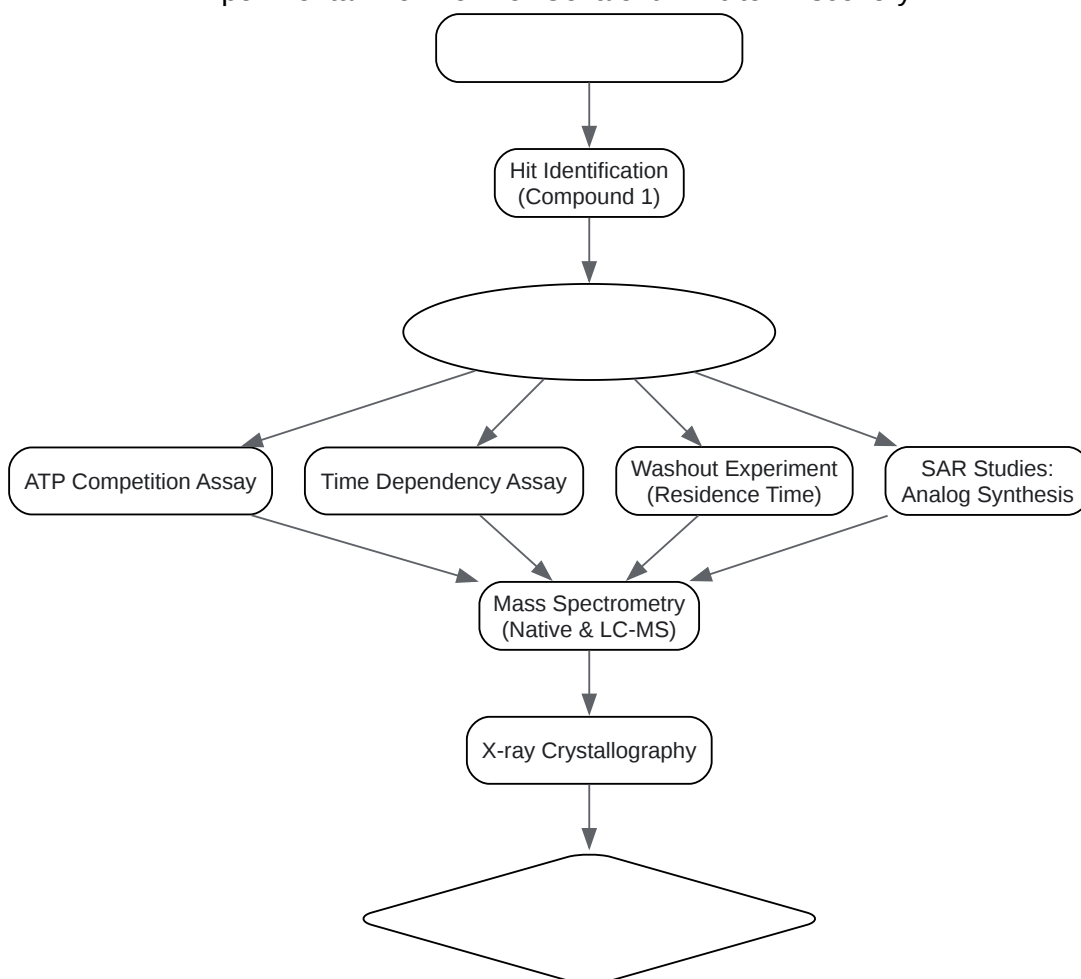 Hit Identification
(Compound 1)
ATP Competition Assay
Time Dependency Assay
Washout Experiment
(Residence Time)
SAR Studies:
Analog Synthesis
Mass Spectrometry
(Native & LC-MS)
X-ray Crystallography